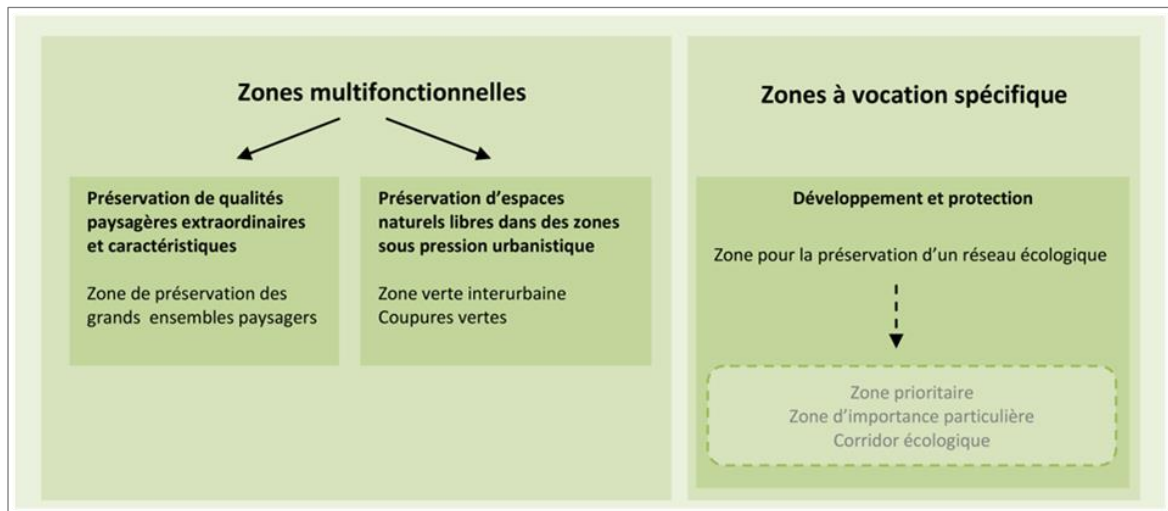 Zones multifonctionnelles
Préservation de qualités
paysagères extraordinaires
et caractéristiques
Zone de préservation des
grands ensembles paysagers
Préservation d'espaces
naturels libres dans des zones
sous pression urbanistique
Zone verte interurbaine
Coupures vertes
Zones à vocation spécifique
Développement et protection
Zone pour la préservation d'un réseau écologique
Zone prioritaire
Zone d'importance particulière
Corridor écologique